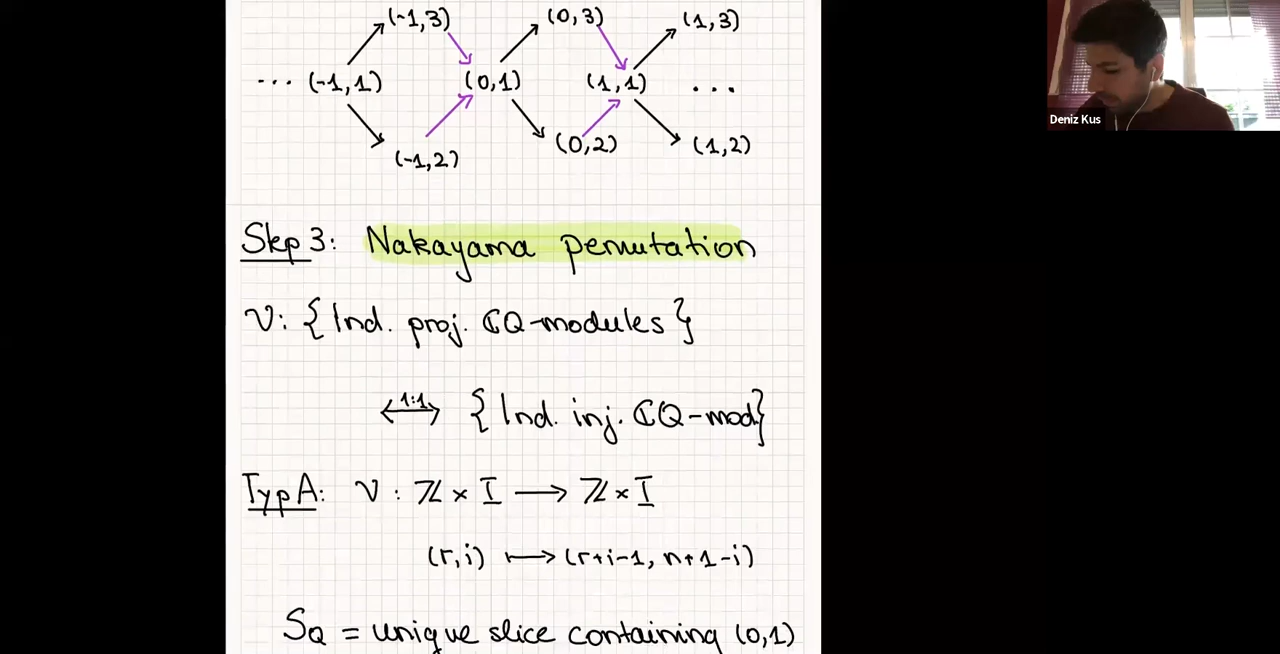 (-1,3) (0,3) (1,3)
... (-1,1) (0,1) (1,1) ...
(-1,2) (0,2) (1,2)
Deniz Kus
Step 3: Nakayama permutation
ν: {Ind. proj. ℂQ-modules}
⟷ 1:1 {Ind. inj. ℂQ-mod}
Typ A: ν : ℤ × I ⟶ ℤ × I
(r,i) ⟼ (r+i-1, n+1-i)
S_Q = unique slice containing (0,1)